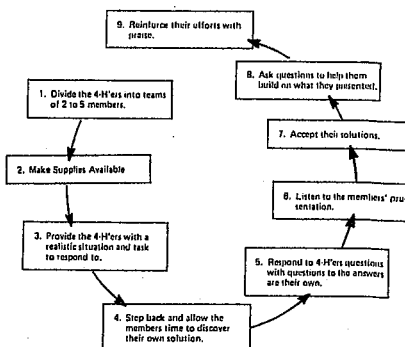 9. Reinforce their efforts with
praise.
8. Ask questions to help them
build on what they presented.
1. Divide the 4-H'ers into teams
of 2 to 5 members.
7. Accept their solutions.
2. Make Supplies Available
6. Listen to the members' pre-
sentation.
3. Provide the 4-H'ers with a
realistic situation and task
to respond to.
5. Respond to 4-H'ers questions
with questions to the answers
are their own.
4. Step back and allow the
members time to discover
their own solution.